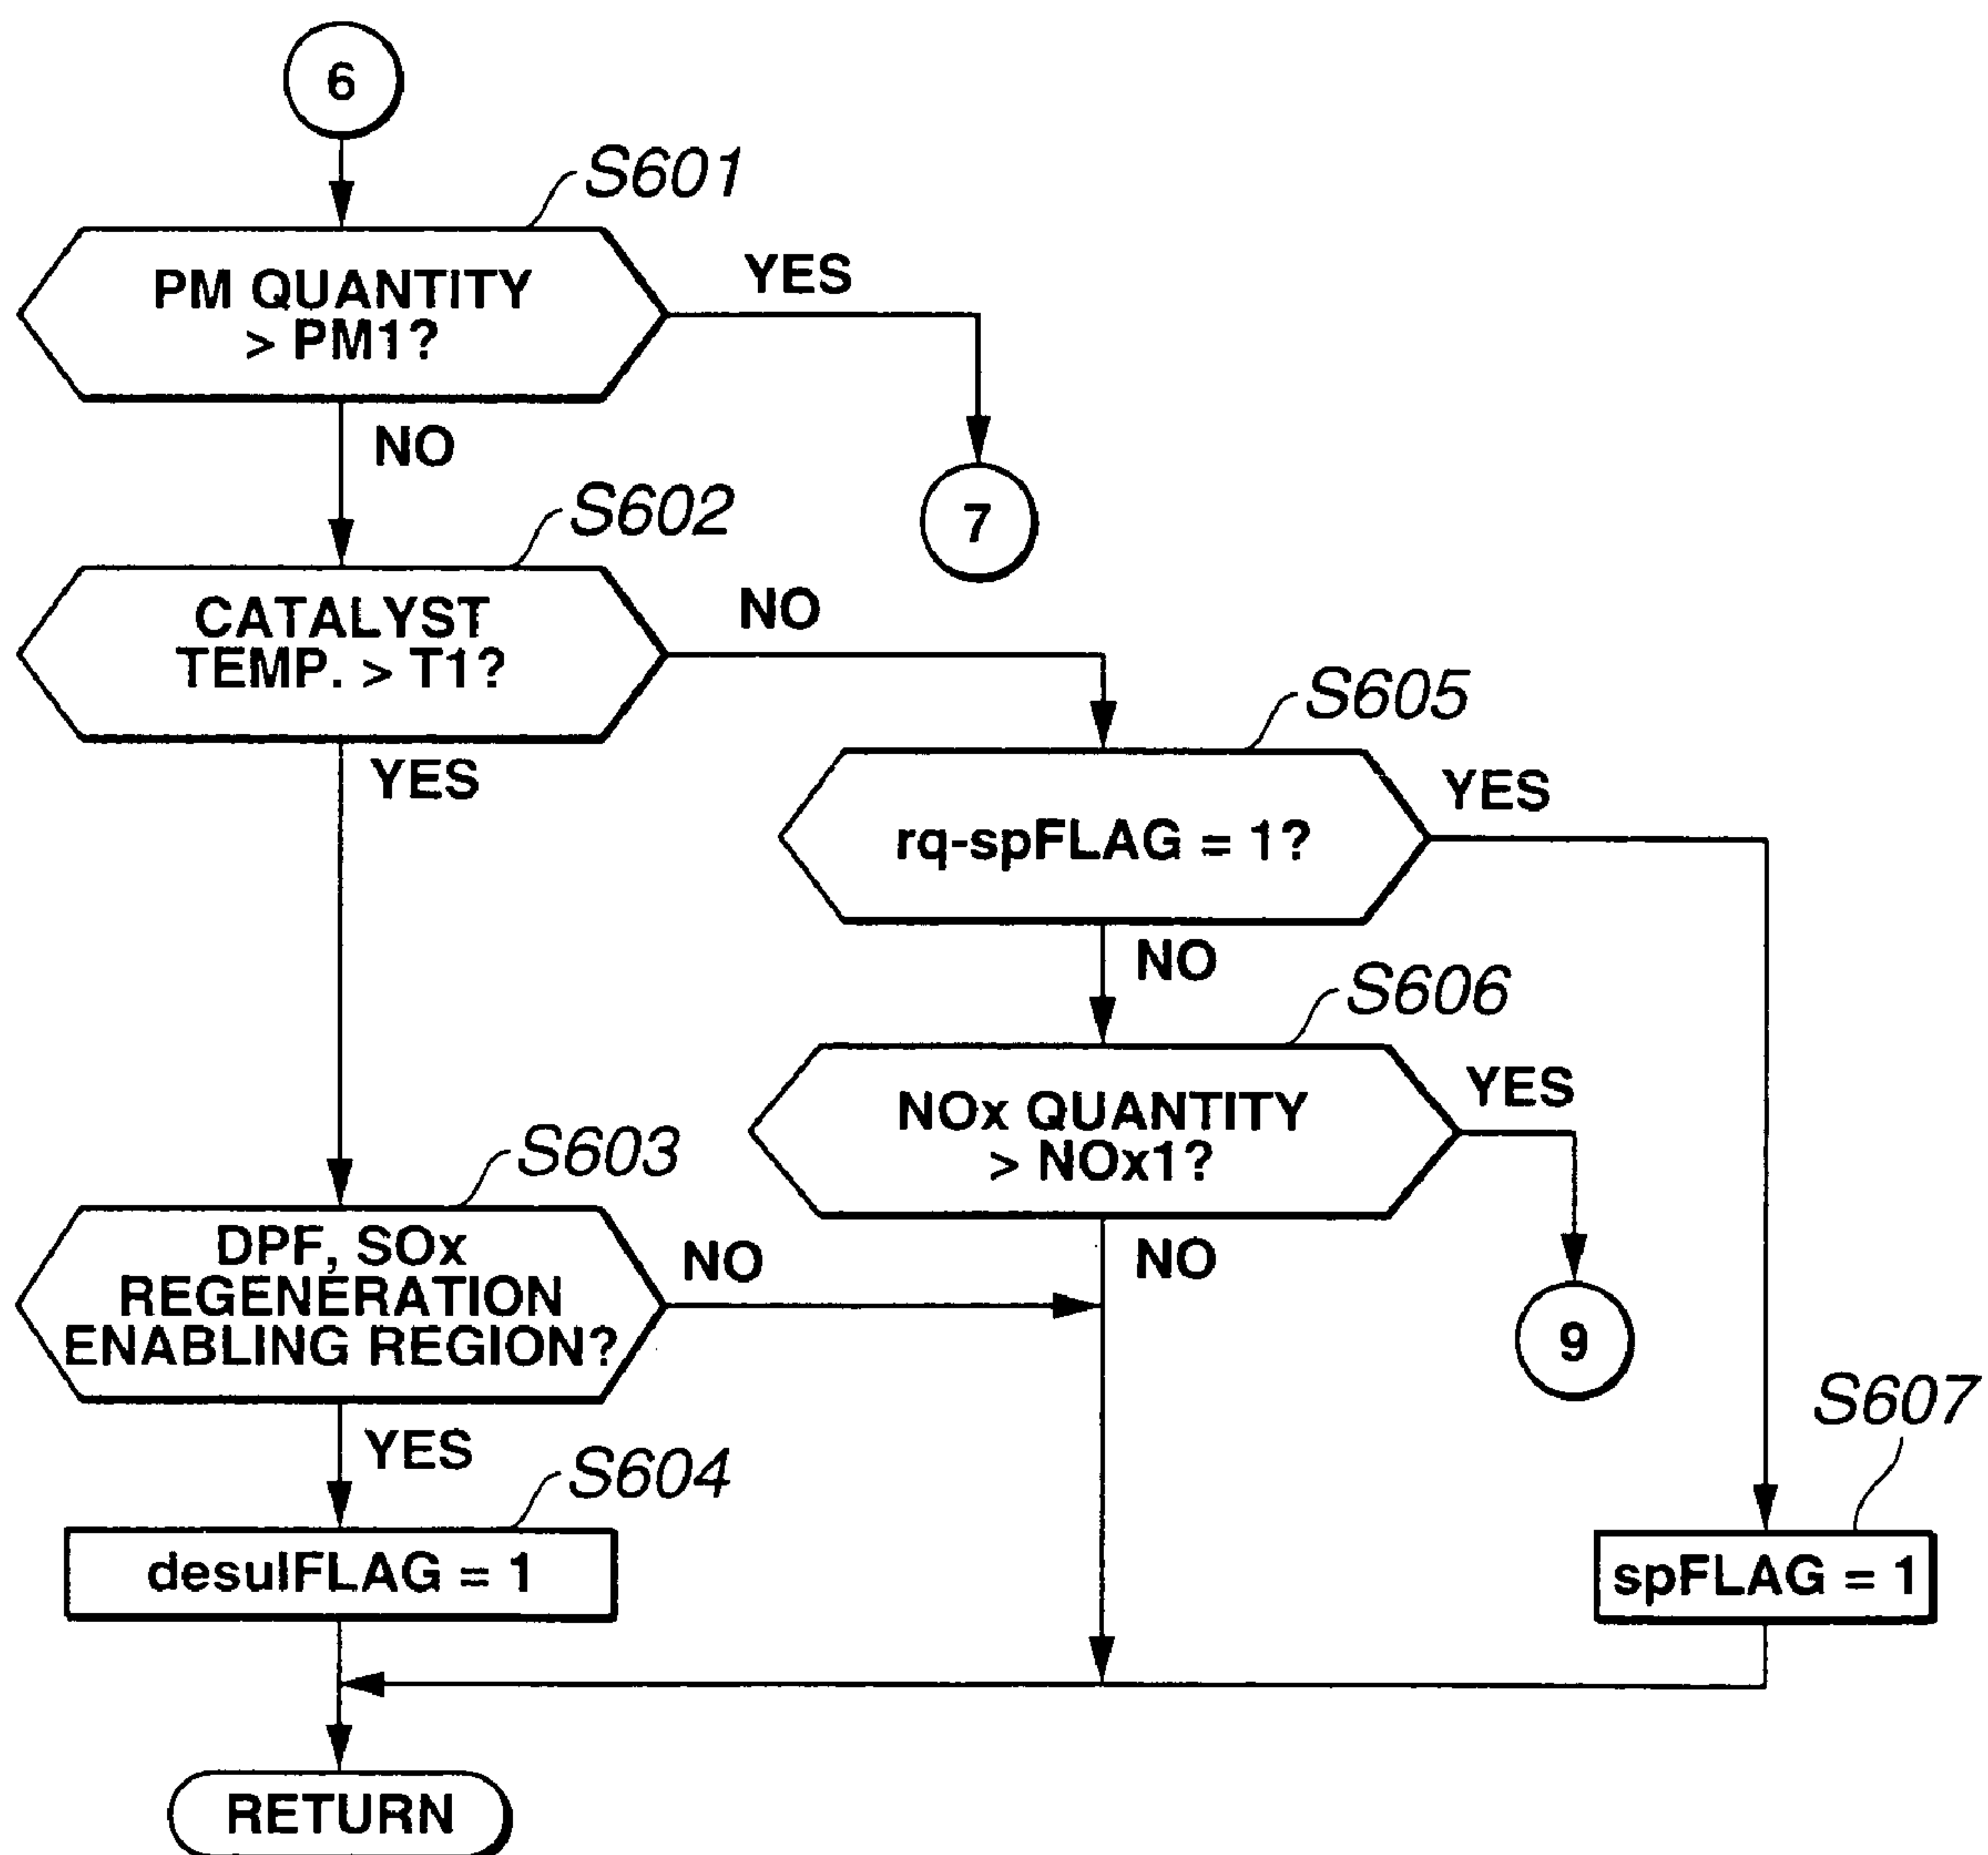 6
S601
PM QUANTITY
> PM1?
YES
NO
7
S602
CATALYST
TEMP. > T1?
NO
YES
S605
rq-spFLAG = 1?
YES
NO
S606
NOx QUANTITY
> NOx1?
YES
NO
9
S603
DPF, SOx
REGENERATION
ENABLING REGION?
NO
YES
S604
desulFLAG = 1
S607
spFLAG = 1
RETURN